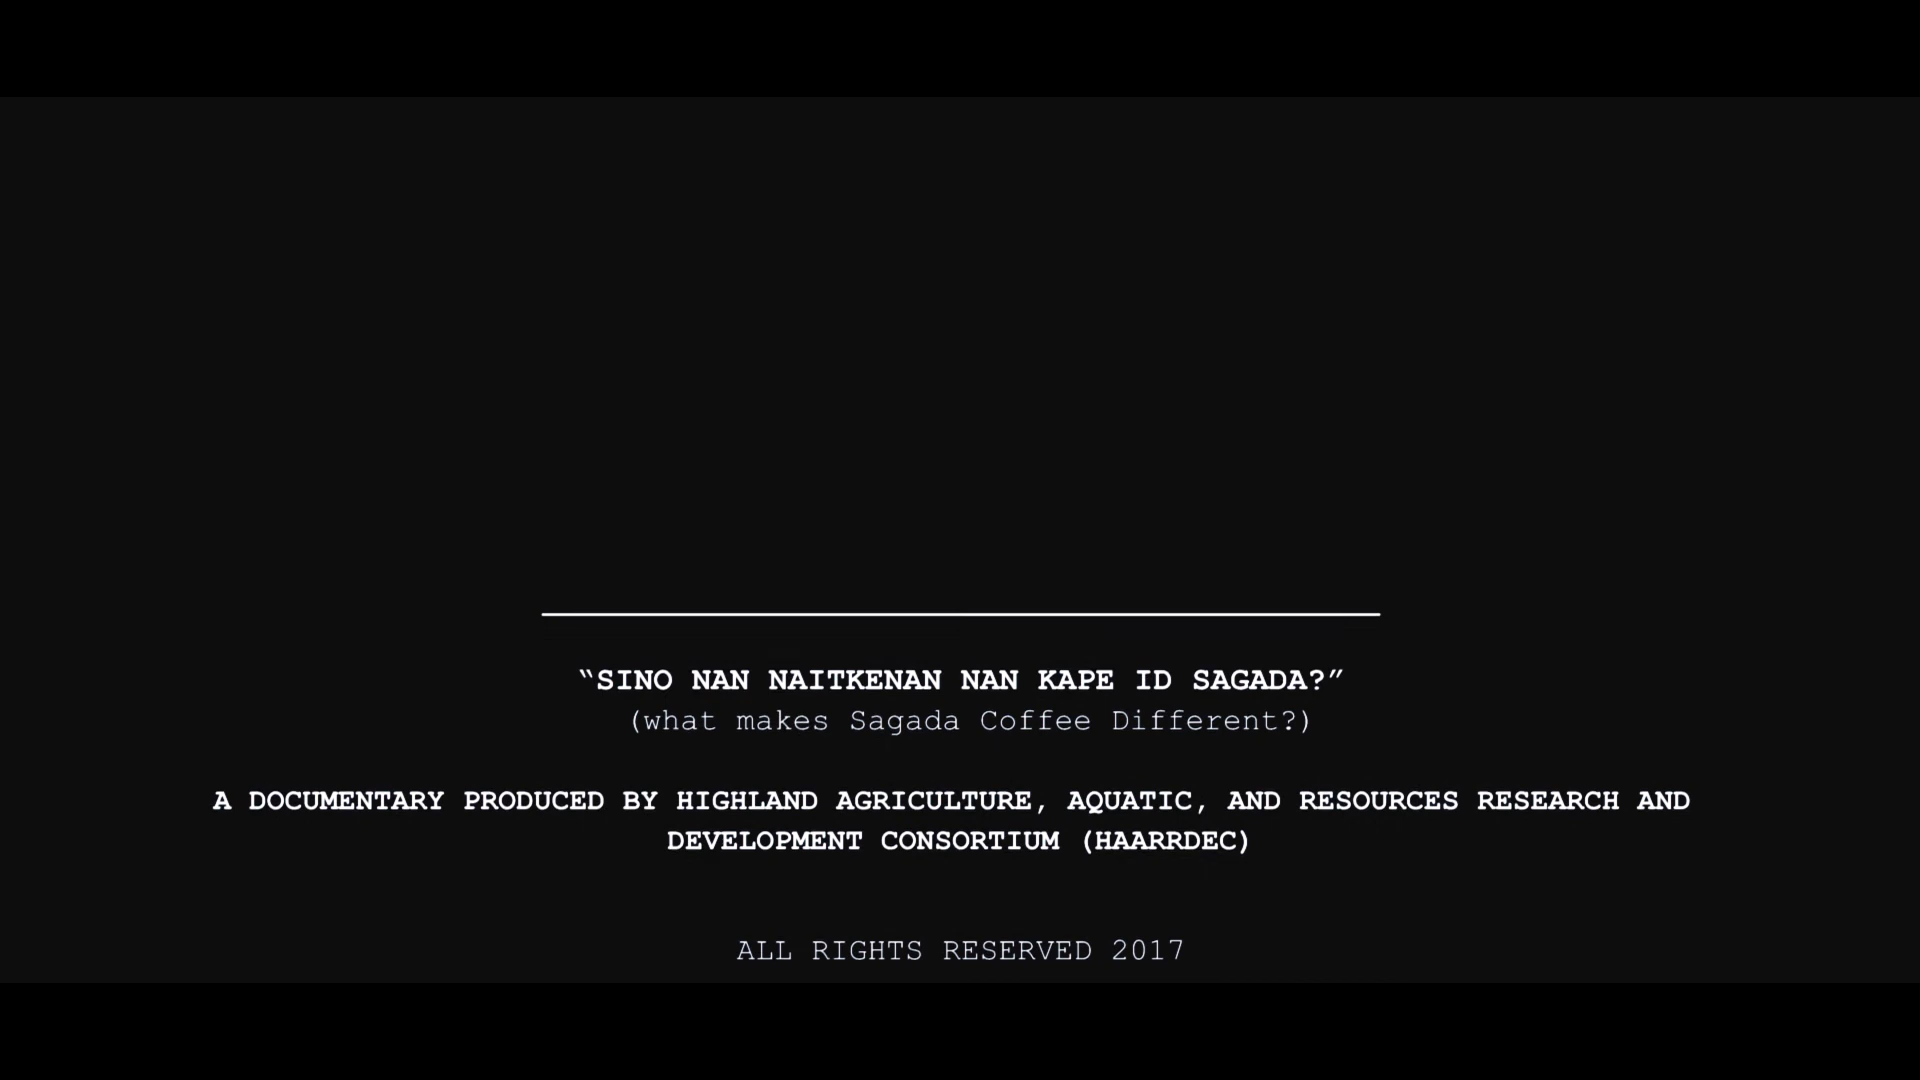 “SINO NAN NAITKENAN NAN KAPE ID SAGADA?”
(what makes Sagada Coffee Different?)
A DOCUMENTARY PRODUCED BY HIGHLAND AGRICULTURE, AQUATIC, AND RESOURCES RESEARCH AND
DEVELOPMENT CONSORTIUM (HAARRDEC)
ALL RIGHTS RESERVED 2017